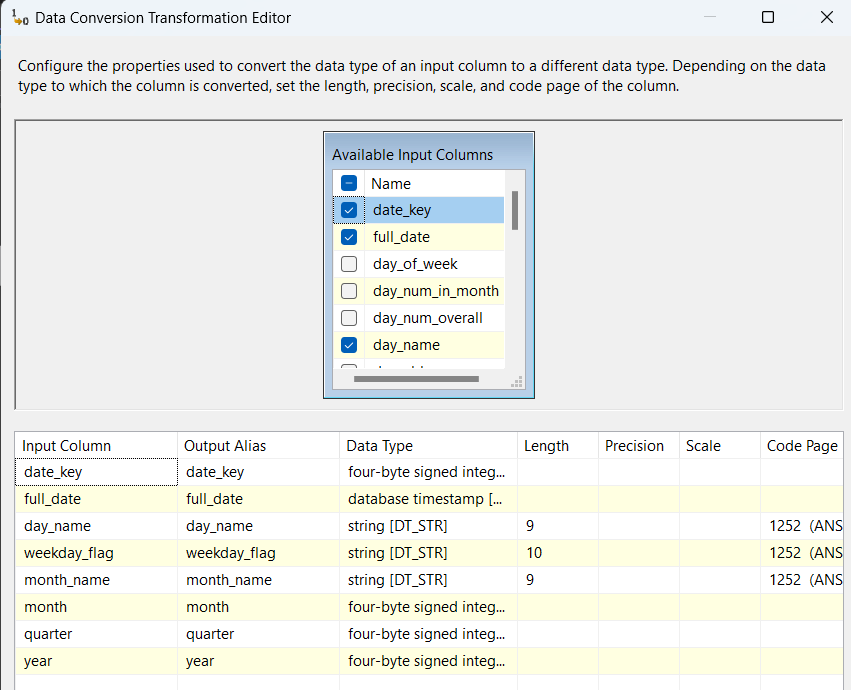 Data Conversion Transformation Editor
Configure the properties used to convert the data type of an input column to a different data type. Depending on the data
type to which the column is converted, set the length, precision, scale, and code page of the column.
Available Input Columns
Name
date_key
full_date
day_of_week
day_num_in_month
day_num_overall
day_name
Input Column Output Alias Data Type Length Precision Scale Code Page
date_key date_key four-byte signed integ...
full_date full_date database timestamp [...
day_name day_name string [DT_STR] 9 1252 (ANS
weekday_flag weekday_flag string [DT_STR] 10 1252 (ANS
month_name month_name string [DT_STR] 9 1252 (ANS
month month four-byte signed integ...
quarter quarter four-byte signed integ...
year year four-byte signed integ...